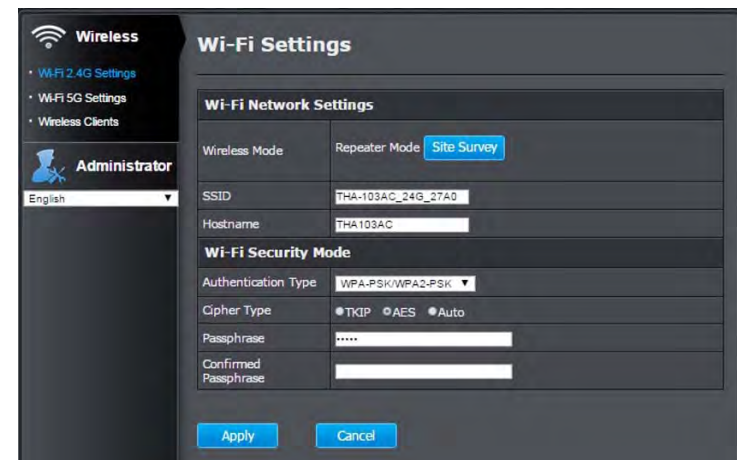 Wireless
• Wi-Fi 2.4G Settings
• Wi-Fi 5G Settings
• Wireless Clients
Administrator
English
Wi-Fi Settings
Wi-Fi Network Settings
Wireless Mode Repeater Mode Site Survey
SSID THA-103AC_24G_27A0
Hostname THA103AC
Wi-Fi Security Mode
Authentication Type WPA-PSK/WPA2-PSK
Cipher Type TKIP AES Auto
Passphrase •••••
Confirmed
Passphrase
Apply Cancel